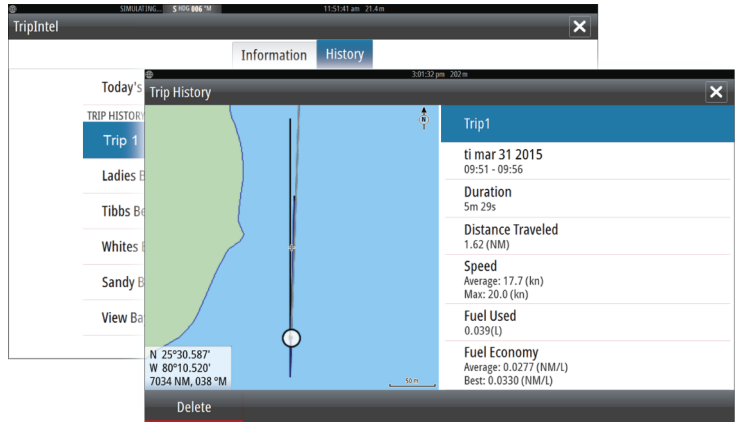 SIMULATING... S HDG 006 °M 11:51:41 am 21.4 m
TripIntel
Information History
Today's
TRIP HISTORY
Trip 1
Ladies
Tibbs
Whites
Sandy
View
3:01:32 pm 202 m
Trip History
N
T
Trip1
ti mar 31 2015
09:51 - 09:56
Duration
5m 29s
Distance Traveled
1.62 (NM)
Speed
Average: 17.7 (kn)
Max: 20.0 (kn)
Fuel Used
0.039(L)
Fuel Economy
Average: 0.0277 (NM/L)
Best: 0.0330 (NM/L)
N 25°30.587'
W 80°10.520'
7034 NM, 038 °M
50 m
Delete